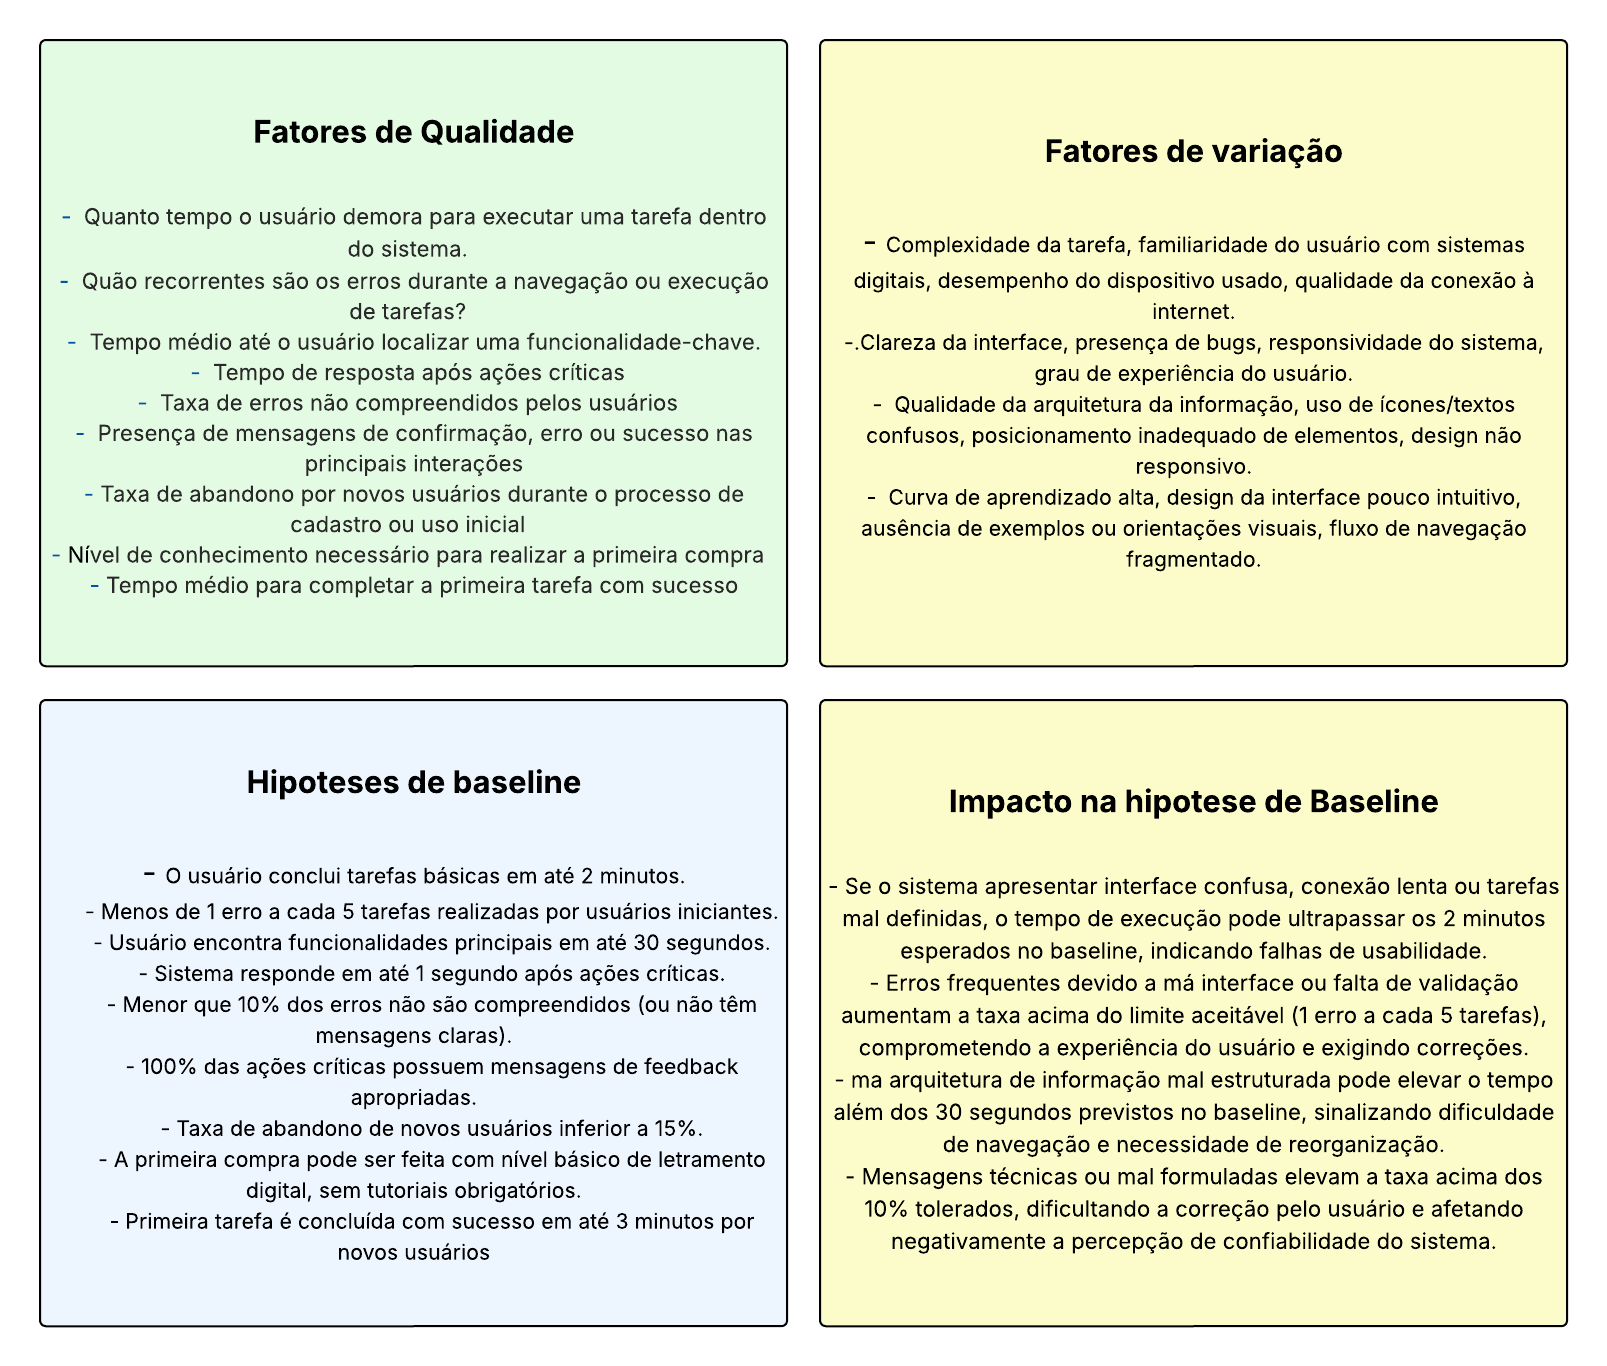 Fatores de Qualidade
- Quanto tempo o usuário demora para executar uma tarefa dentro
do sistema.
- Quão recorrentes são os erros durante a navegação ou execução
de tarefas?
- Tempo médio até o usuário localizar uma funcionalidade-chave.
- Tempo de resposta após ações críticas
- Taxa de erros não compreendidos pelos usuários
- Presença de mensagens de confirmação, erro ou sucesso nas
principais interações
- Taxa de abandono por novos usuários durante o processo de
cadastro ou uso inicial
- Nível de conhecimento necessário para realizar a primeira compra
- Tempo médio para completar a primeira tarefa com sucesso
Fatores de variação
- Complexidade da tarefa, familiaridade do usuário com sistemas
digitais, desempenho do dispositivo usado, qualidade da conexão à
internet.
-.Clareza da interface, presença de bugs, responsividade do sistema,
grau de experiência do usuário.
- Qualidade da arquitetura da informação, uso de ícones/textos
confusos, posicionamento inadequado de elementos, design não
responsivo.
- Curva de aprendizado alta, design da interface pouco intuitivo,
ausência de exemplos ou orientações visuais, fluxo de navegação
fragmentado.
Hipoteses de baseline
- O usuário conclui tarefas básicas em até 2 minutos.
- Menos de 1 erro a cada 5 tarefas realizadas por usuários iniciantes.
- Usuário encontra funcionalidades principais em até 30 segundos.
- Sistema responde em até 1 segundo após ações críticas.
- Menor que 10% dos erros não são compreendidos (ou não têm
mensagens claras).
- 100% das ações críticas possuem mensagens de feedback
apropriadas.
- Taxa de abandono de novos usuários inferior a 15%.
- A primeira compra pode ser feita com nível básico de letramento
digital, sem tutoriais obrigatórios.
- Primeira tarefa é concluída com sucesso em até 3 minutos por
novos usuários
Impacto na hipotese de Baseline
- Se o sistema apresentar interface confusa, conexão lenta ou tarefas
mal definidas, o tempo de execução pode ultrapassar os 2 minutos
esperados no baseline, indicando falhas de usabilidade.
- Erros frequentes devido a má interface ou falta de validação
aumentam a taxa acima do limite aceitável (1 erro a cada 5 tarefas),
comprometendo a experiência do usuário e exigindo correções.
- ma arquitetura de informação mal estruturada pode elevar o tempo
além dos 30 segundos previstos no baseline, sinalizando dificuldade
de navegação e necessidade de reorganização.
- Mensagens técnicas ou mal formuladas elevam a taxa acima dos
10% tolerados, dificultando a correção pelo usuário e afetando
negativamente a percepção de confiabilidade do sistema.